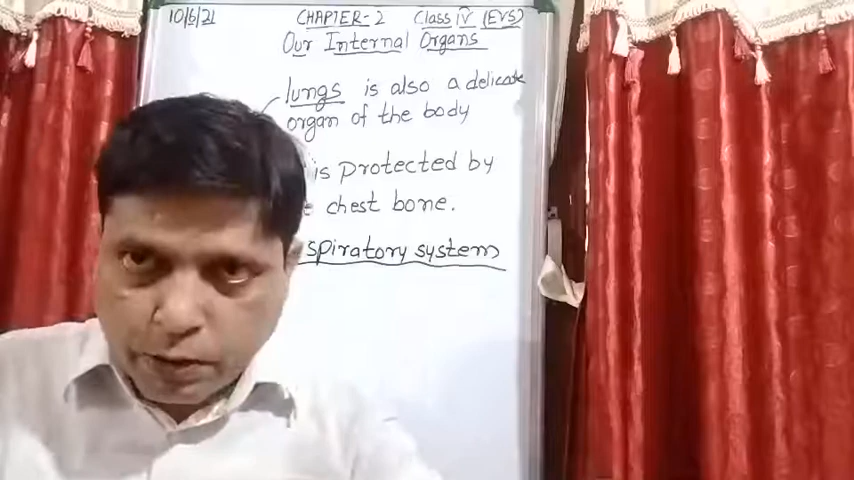 10/6/21 CHAPTER-2 Class IV (EVS)
Our Internal Organs
lungs is also a delicate
organ of the body
is protected by
chest bone.
spiratory system